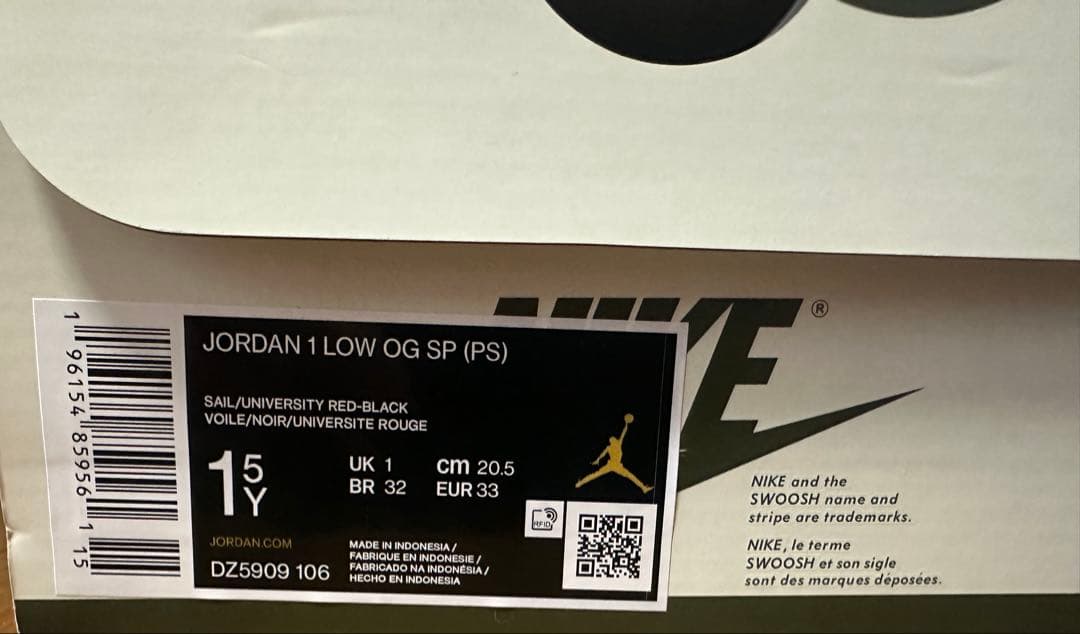 NIKE®
1 96154 85956 1 15
JORDAN 1 LOW OG SP (PS)
SAIL/UNIVERSITY RED-BLACK
VOILE/NOIR/UNIVERSITE ROUGE
1 5 Y
UK 1
BR 32
cm 20.5
EUR 33
RFID
JORDAN.COM
DZ5909 106
MADE IN INDONESIA /
FABRIQUE EN INDONESIE /
FABRICADO NA INDONÉSIA /
HECHO EN INDONESIA
NIKE and the
SWOOSH name and
stripe are trademarks.
NIKE, le terme
SWOOSH et son sigle
sont des marques déposées.